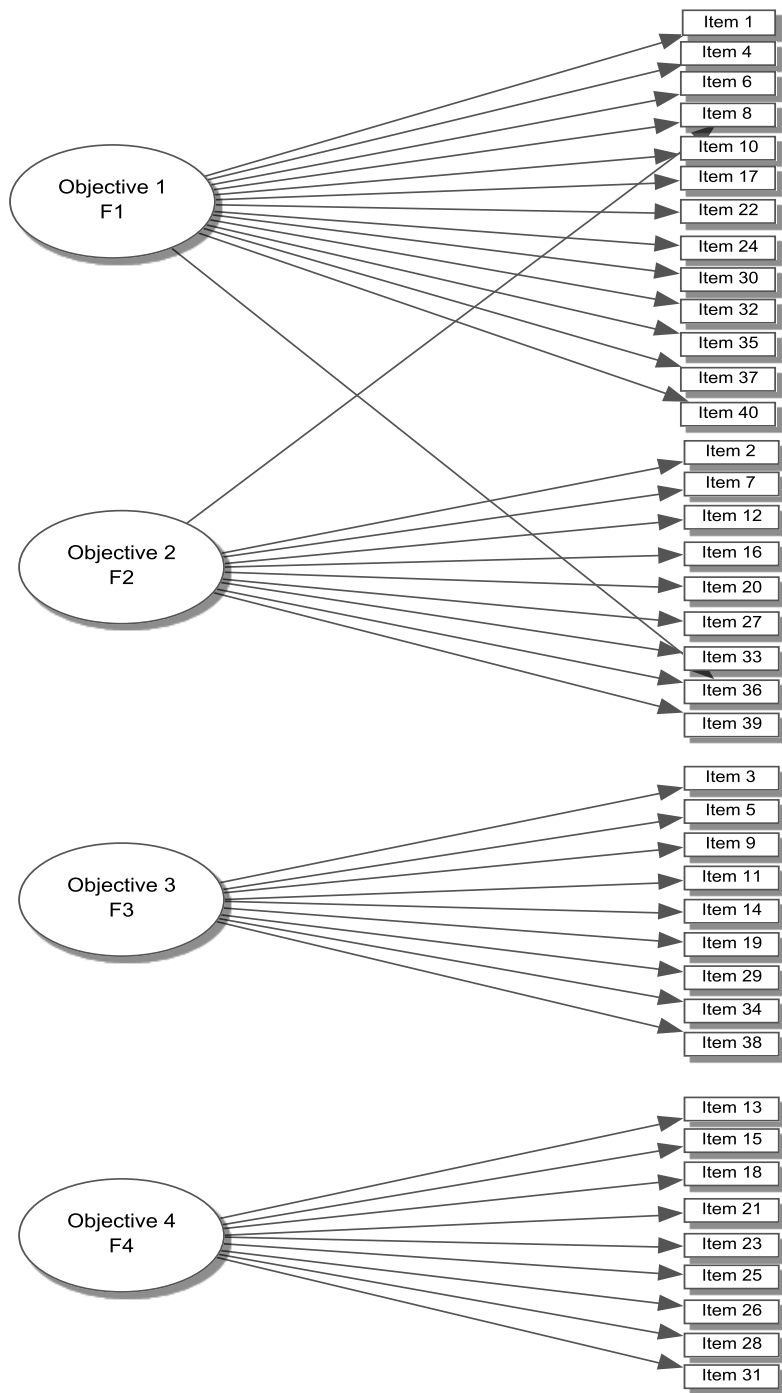 Objective 1
F1
Item 1
Item 4
Item 6
Item 8
Item 10
Item 17
Item 22
Item 24
Item 30
Item 32
Item 35
Item 37
Item 40
Objective 2
F2
Item 2
Item 7
Item 12
Item 16
Item 20
Item 27
Item 33
Item 36
Item 39
Objective 3
F3
Item 3
Item 5
Item 9
Item 11
Item 14
Item 19
Item 29
Item 34
Item 38
Objective 4
F4
Item 13
Item 15
Item 18
Item 21
Item 23
Item 25
Item 26
Item 28
Item 31